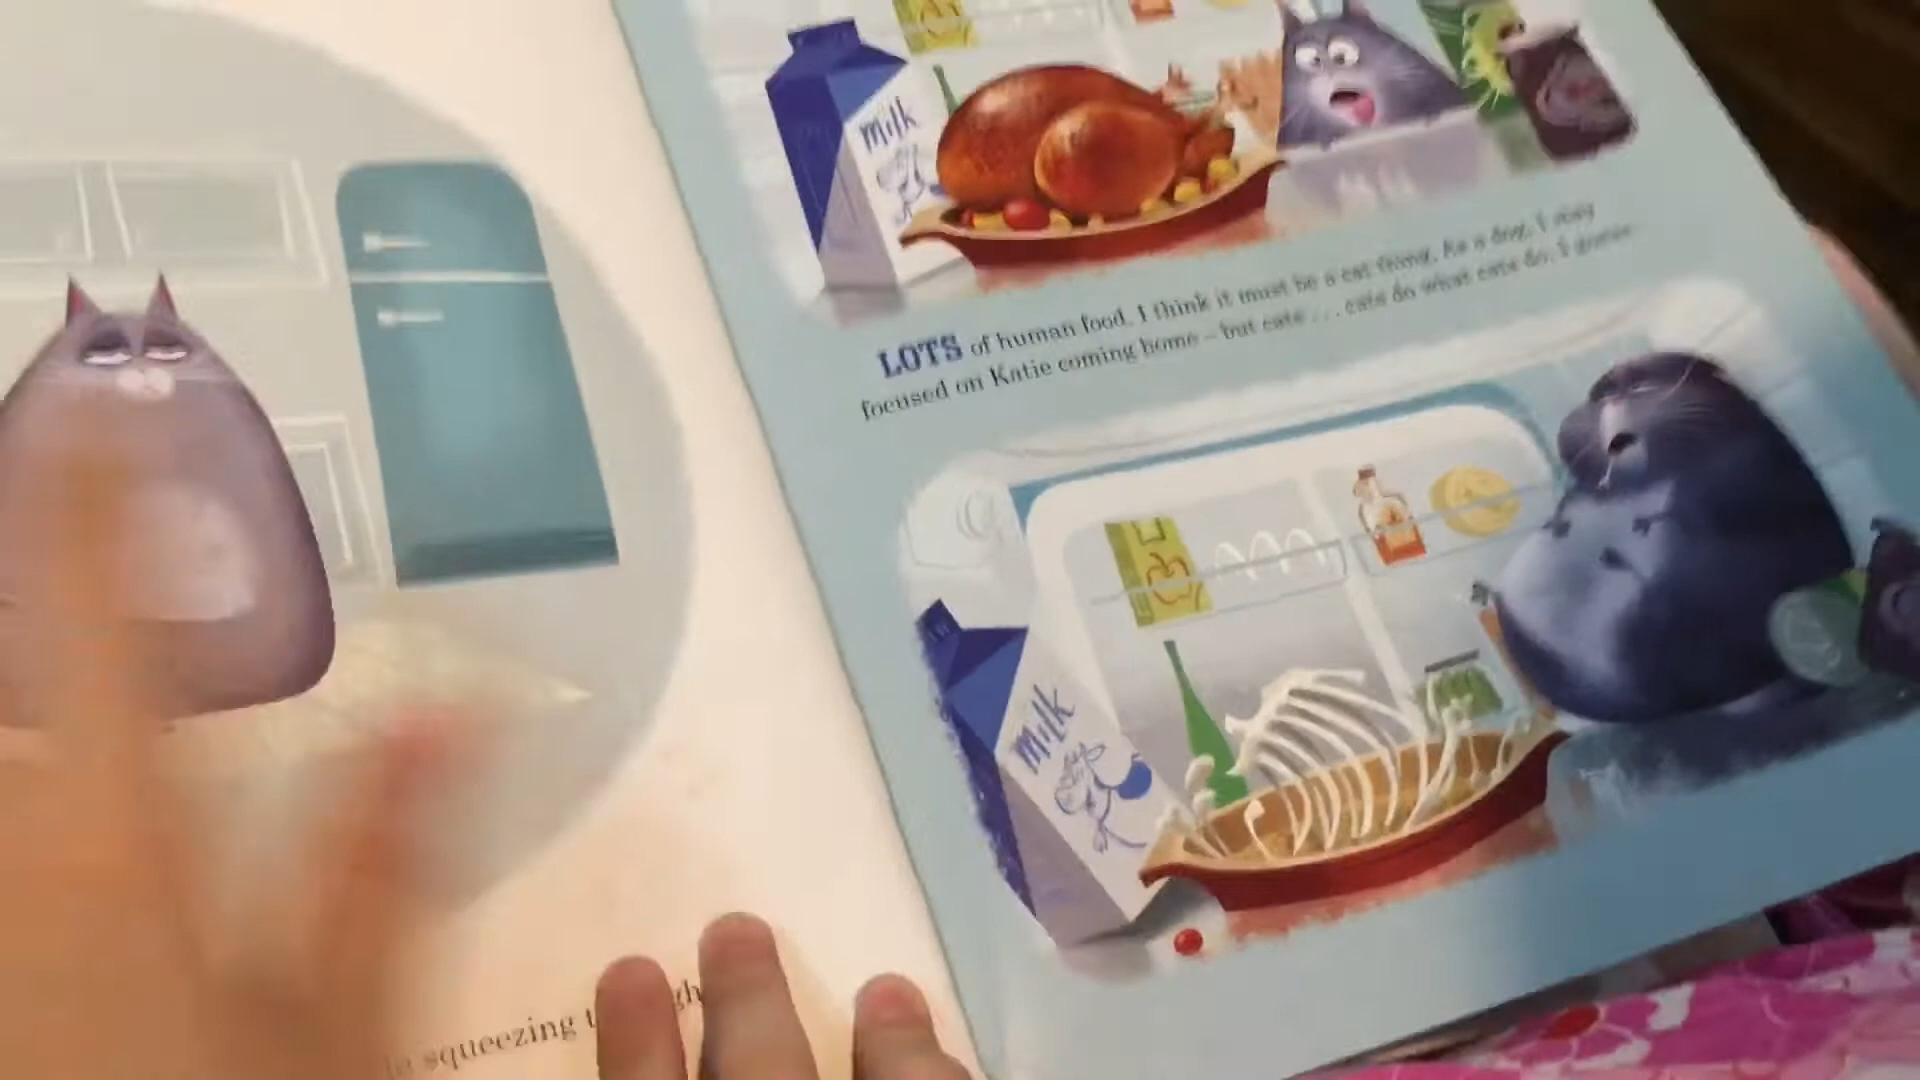 squeezing
milk
LOTS of human food. I think it must be a cat thing. As a dog, I stay
focused on Katie coming home – but cats . . . cats do what cats do, I guess.
milk